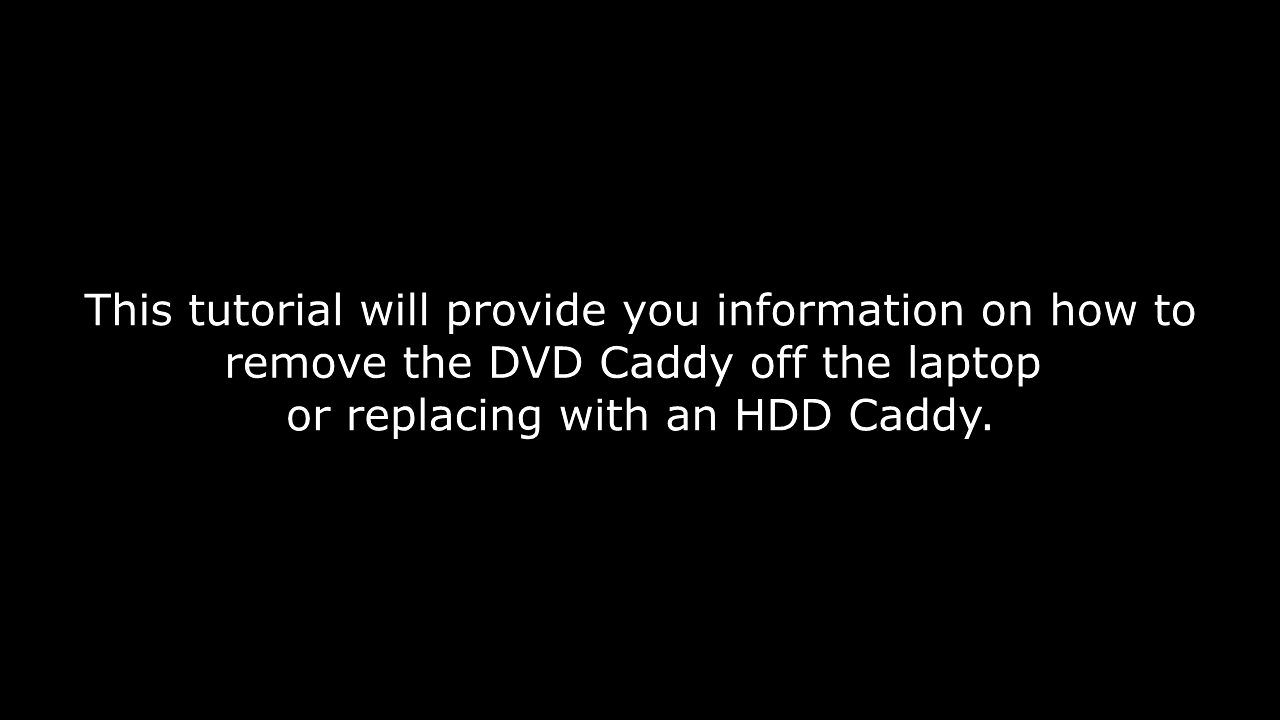 This tutorial will provide you information on how to
remove the DVD Caddy off the laptop
or replacing with an HDD Caddy.